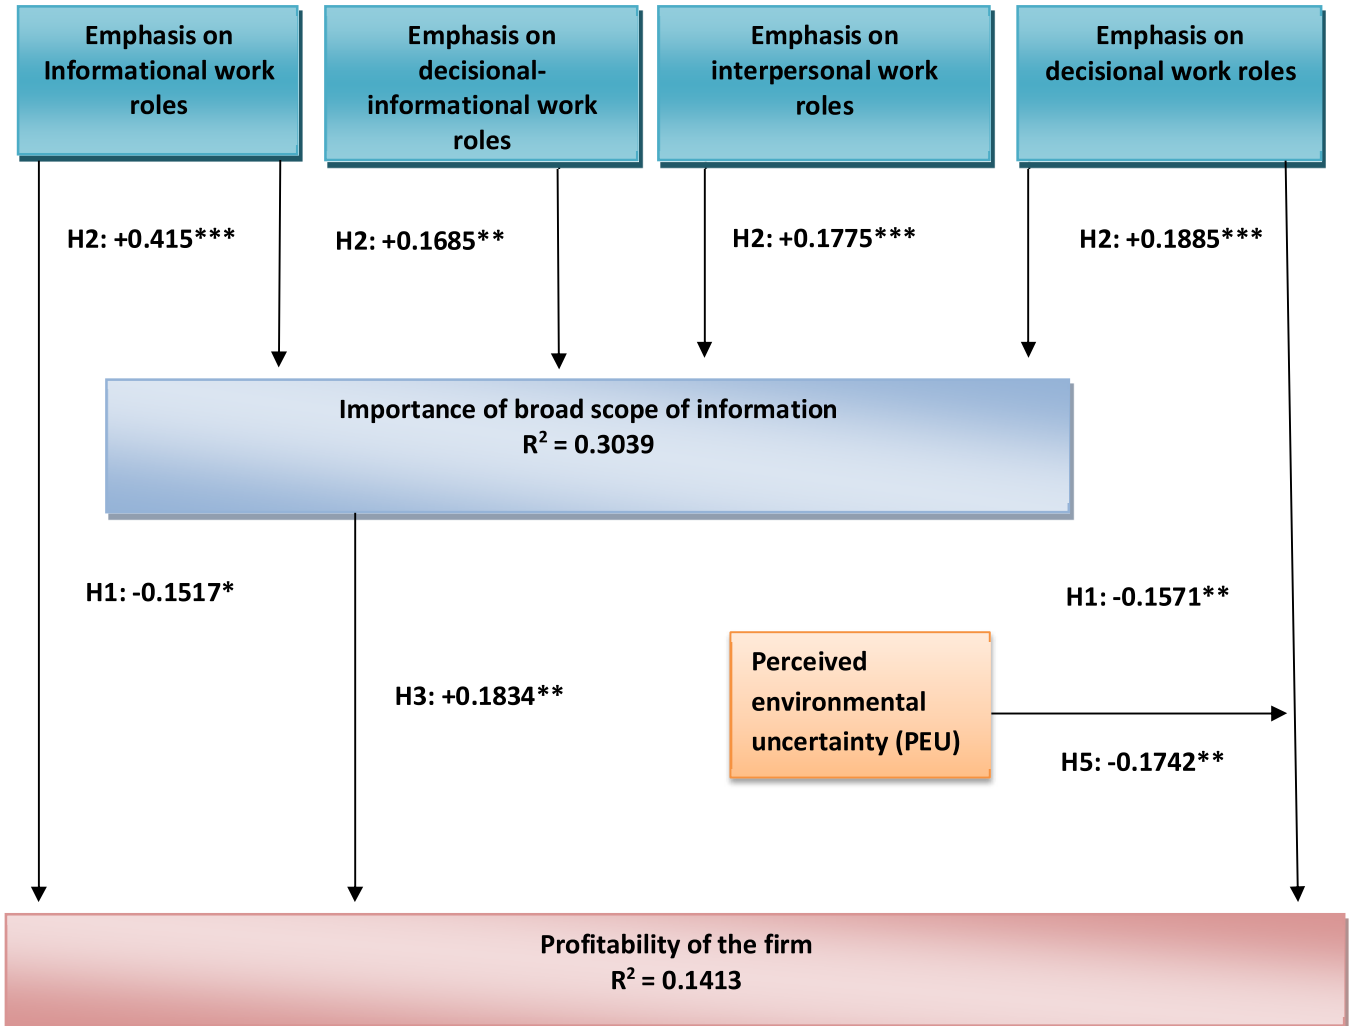 Emphasis on
Informational work
roles
Emphasis on
decisional-
informational work
roles
Emphasis on
interpersonal work
roles
Emphasis on
decisional work roles
H2: +0.415***
H2: +0.1685**
H2: +0.1775***
H2: +0.1885***
Importance of broad scope of information
R² = 0.3039
H1: -0.1517*
H1: -0.1571**
H3: +0.1834**
Perceived
environmental
uncertainty (PEU)
H5: -0.1742**
Profitability of the firm
R² = 0.1413